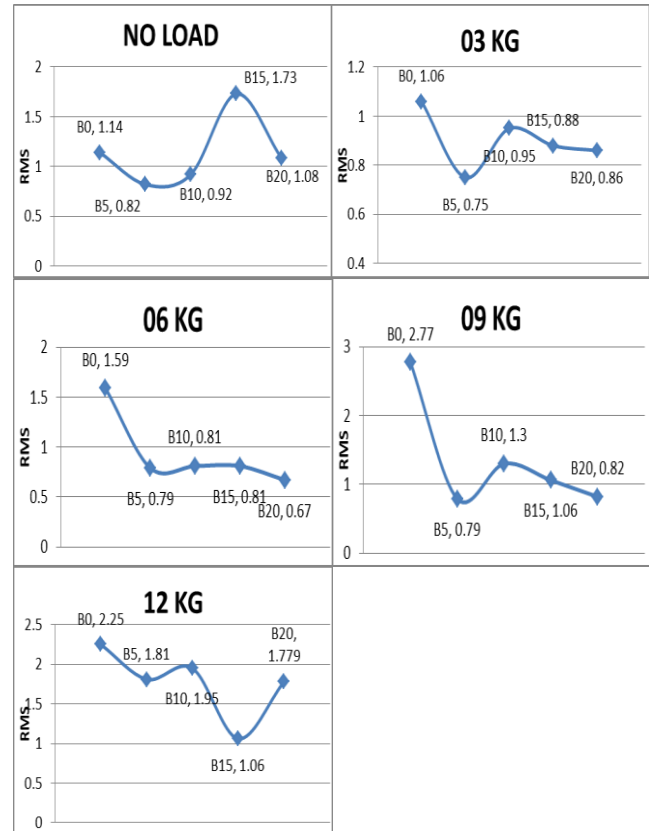 NO LOAD
2
1.5
1
0.5
0
RMS
B0, 1.14
B5, 0.82
B10, 0.92
B15, 1.73
B20, 1.08
03 KG
1.2
1
0.8
0.6
0.4
RMS
B0, 1.06
B5, 0.75
B10, 0.95
B15, 0.88
B20, 0.86
06 KG
2
1.5
1
0.5
0
RMS
B0, 1.59
B5, 0.79
B10, 0.81
B15, 0.81
B20, 0.67
09 KG
3
2
1
0
RMS
B0, 2.77
B5, 0.79
B10, 1.3
B15, 1.06
B20, 0.82
12 KG
2.5
2
1.5
1
0.5
0
RMS
B0, 2.25
B5, 1.81
B10, 1.95
B15, 1.06
B20,
1.779